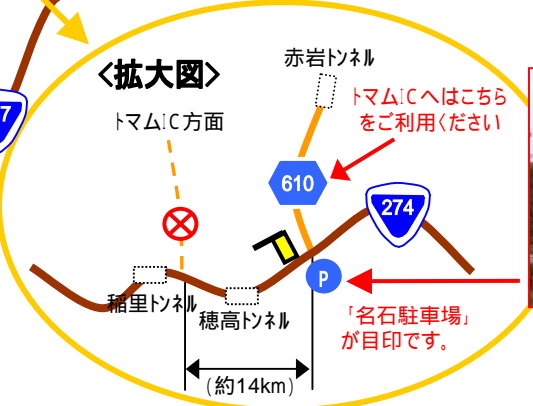 〈拡大図〉
赤岩トンネル
トマムIC方面
トマムICへはこちら
をご利用ください
7
610
274
P
稲里トンネル
穂高トンネル
「名石駐車場」
が目印です。
(約14km)